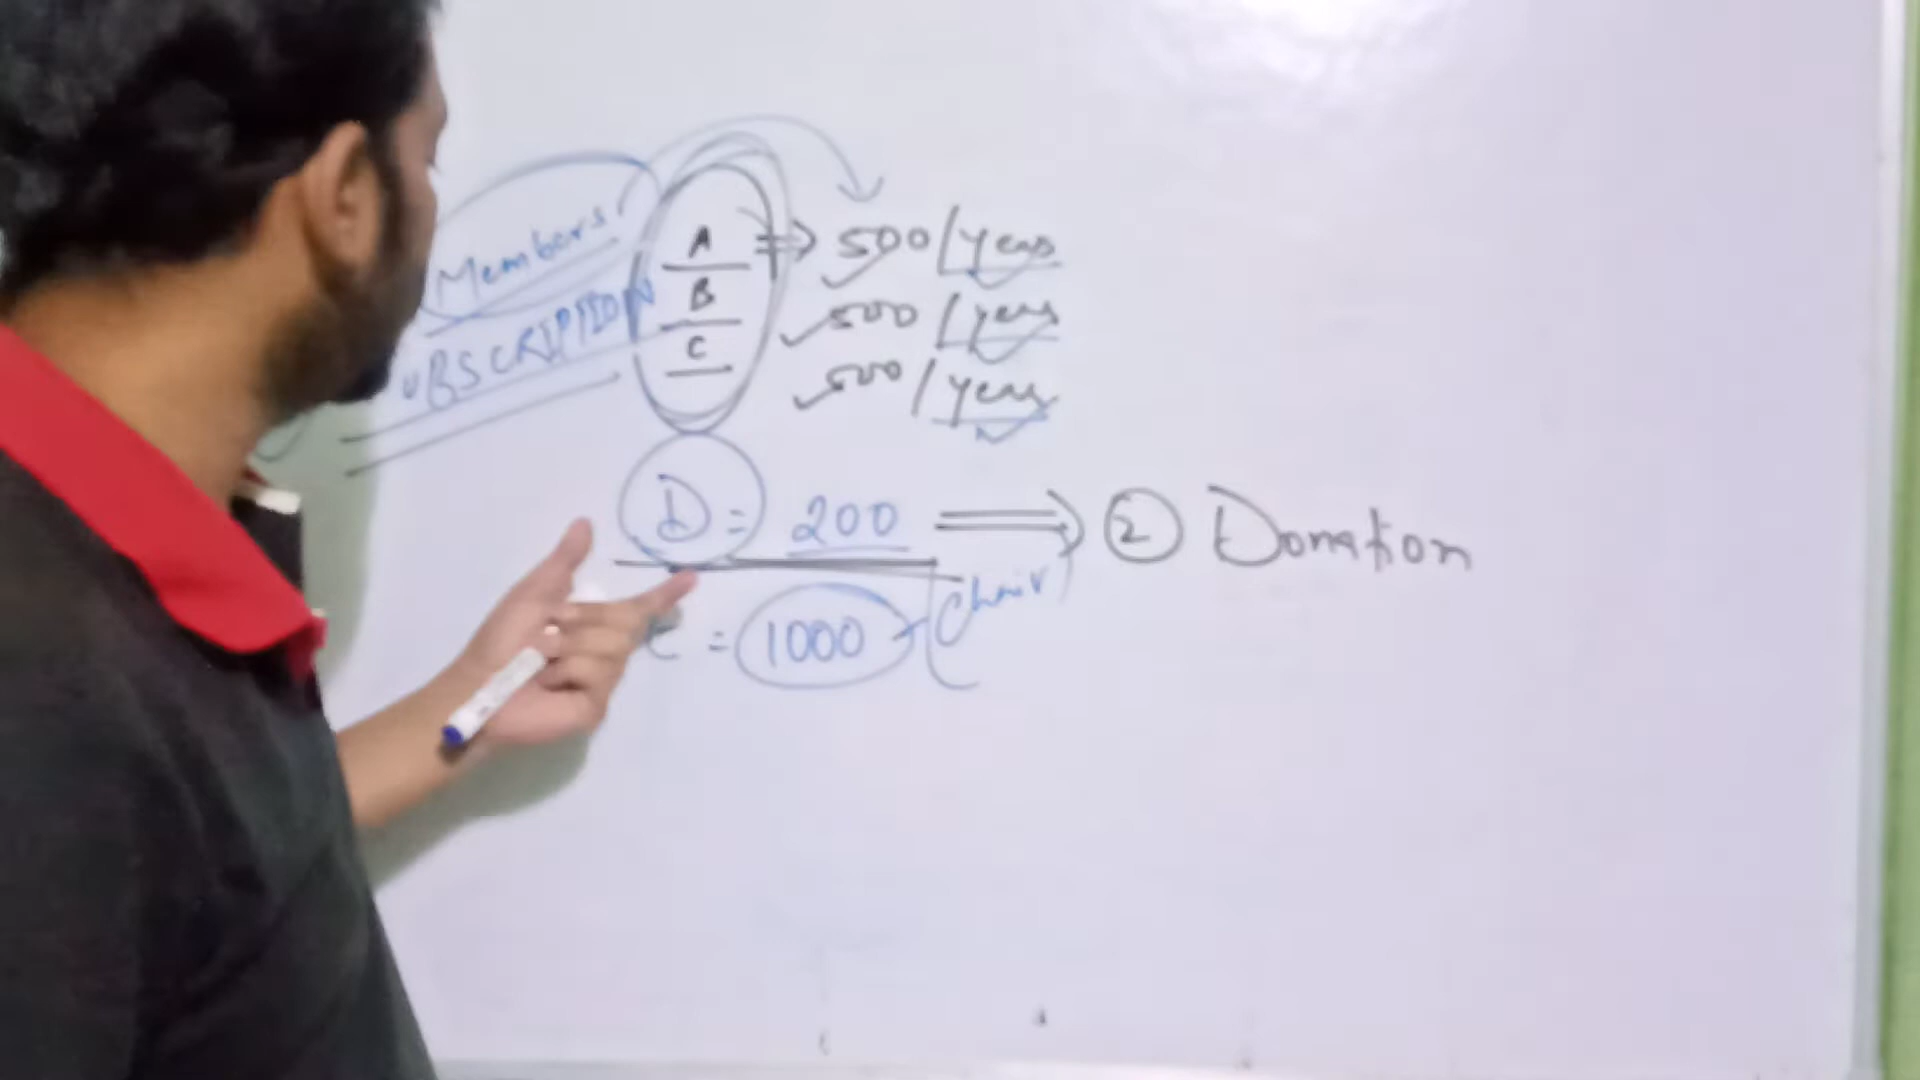 Members
UBSCRIPTION
A => 500/year
B 500/year
C 500/year
D = 200 => 2 Donation
= 1000 Chair